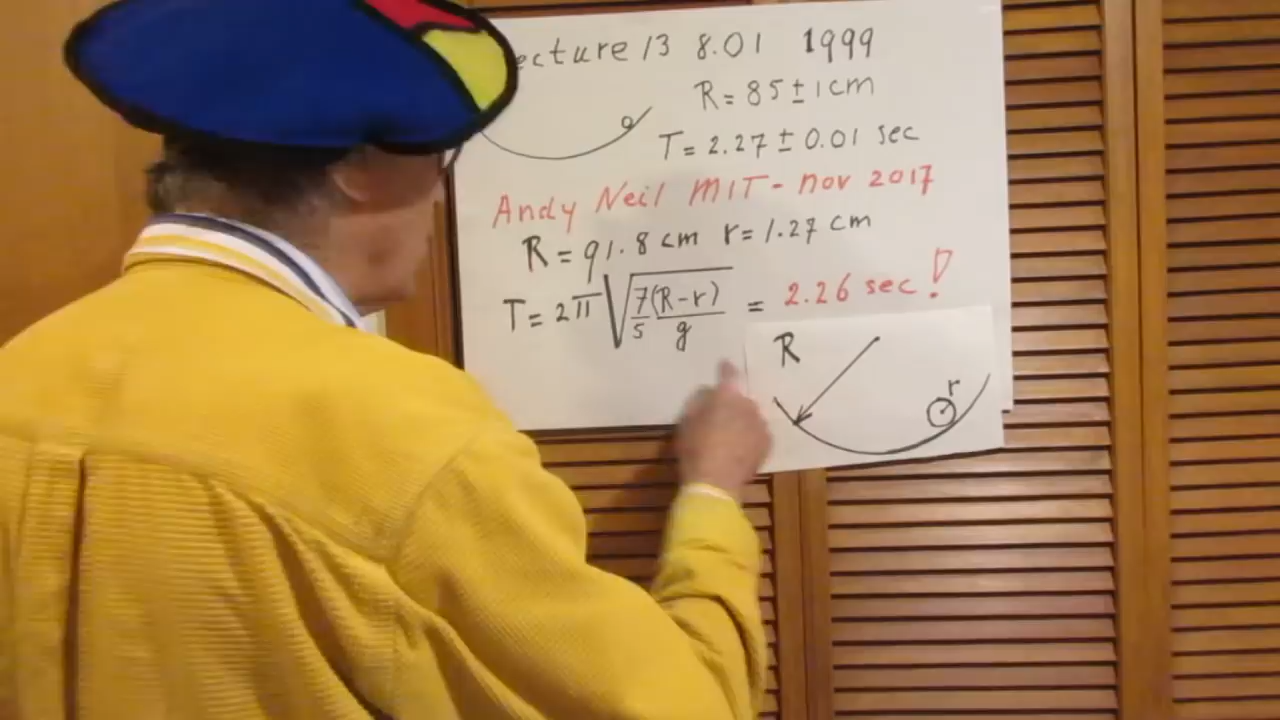 ecture 13 8.01 1999
R = 85 ± 1 cm
T = 2.27 ± 0.01 sec
Andy Neil MIT - nov 2017
R = 91.8 cm r = 1.27 cm
T = 2π √(7/5 (R-r)/g) = 2.26 sec!
R
r